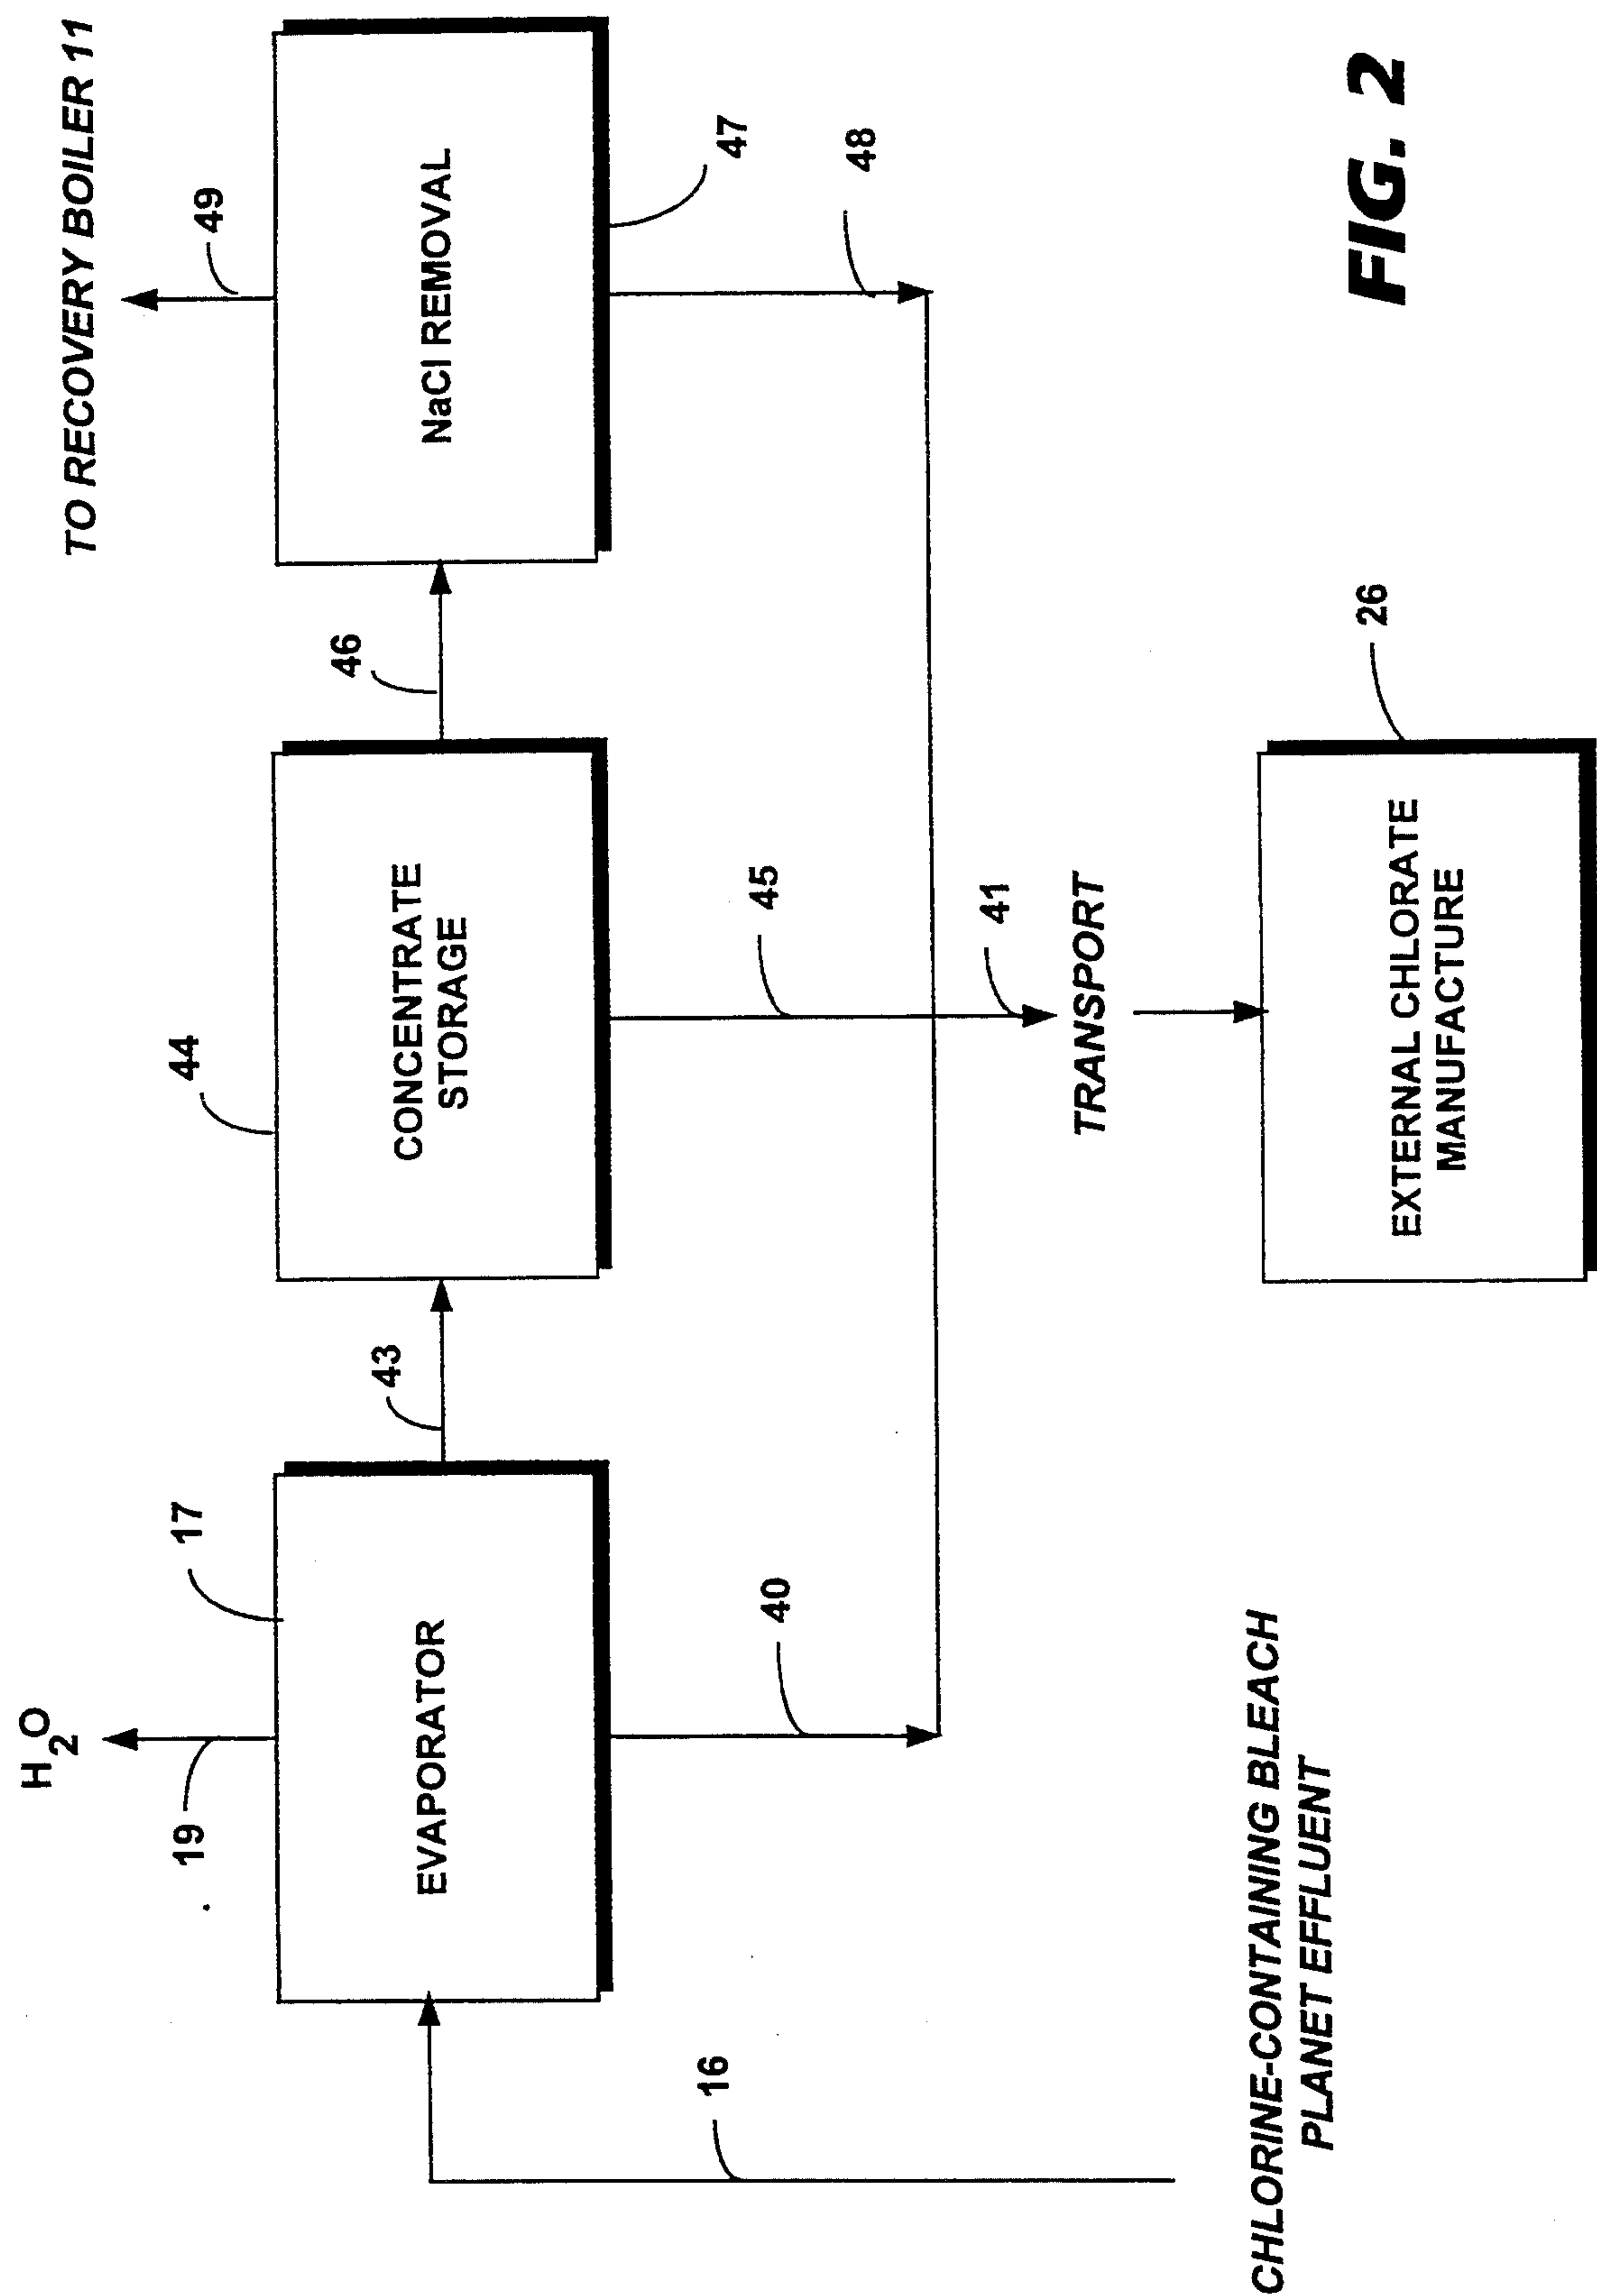 H2O
TO RECOVERY BOILER 11
19
17
44
49
EVAPORATOR
43
CONCENTRATE
STORAGE
46
NaCl REMOVAL
47
16
40
45
48
41
TRANSPORT
CHLORINE-CONTAINING BLEACH
PLANET EFFLUENT
26
EXTERNAL CHLORATE
MANUFACTURE
FIG. 2